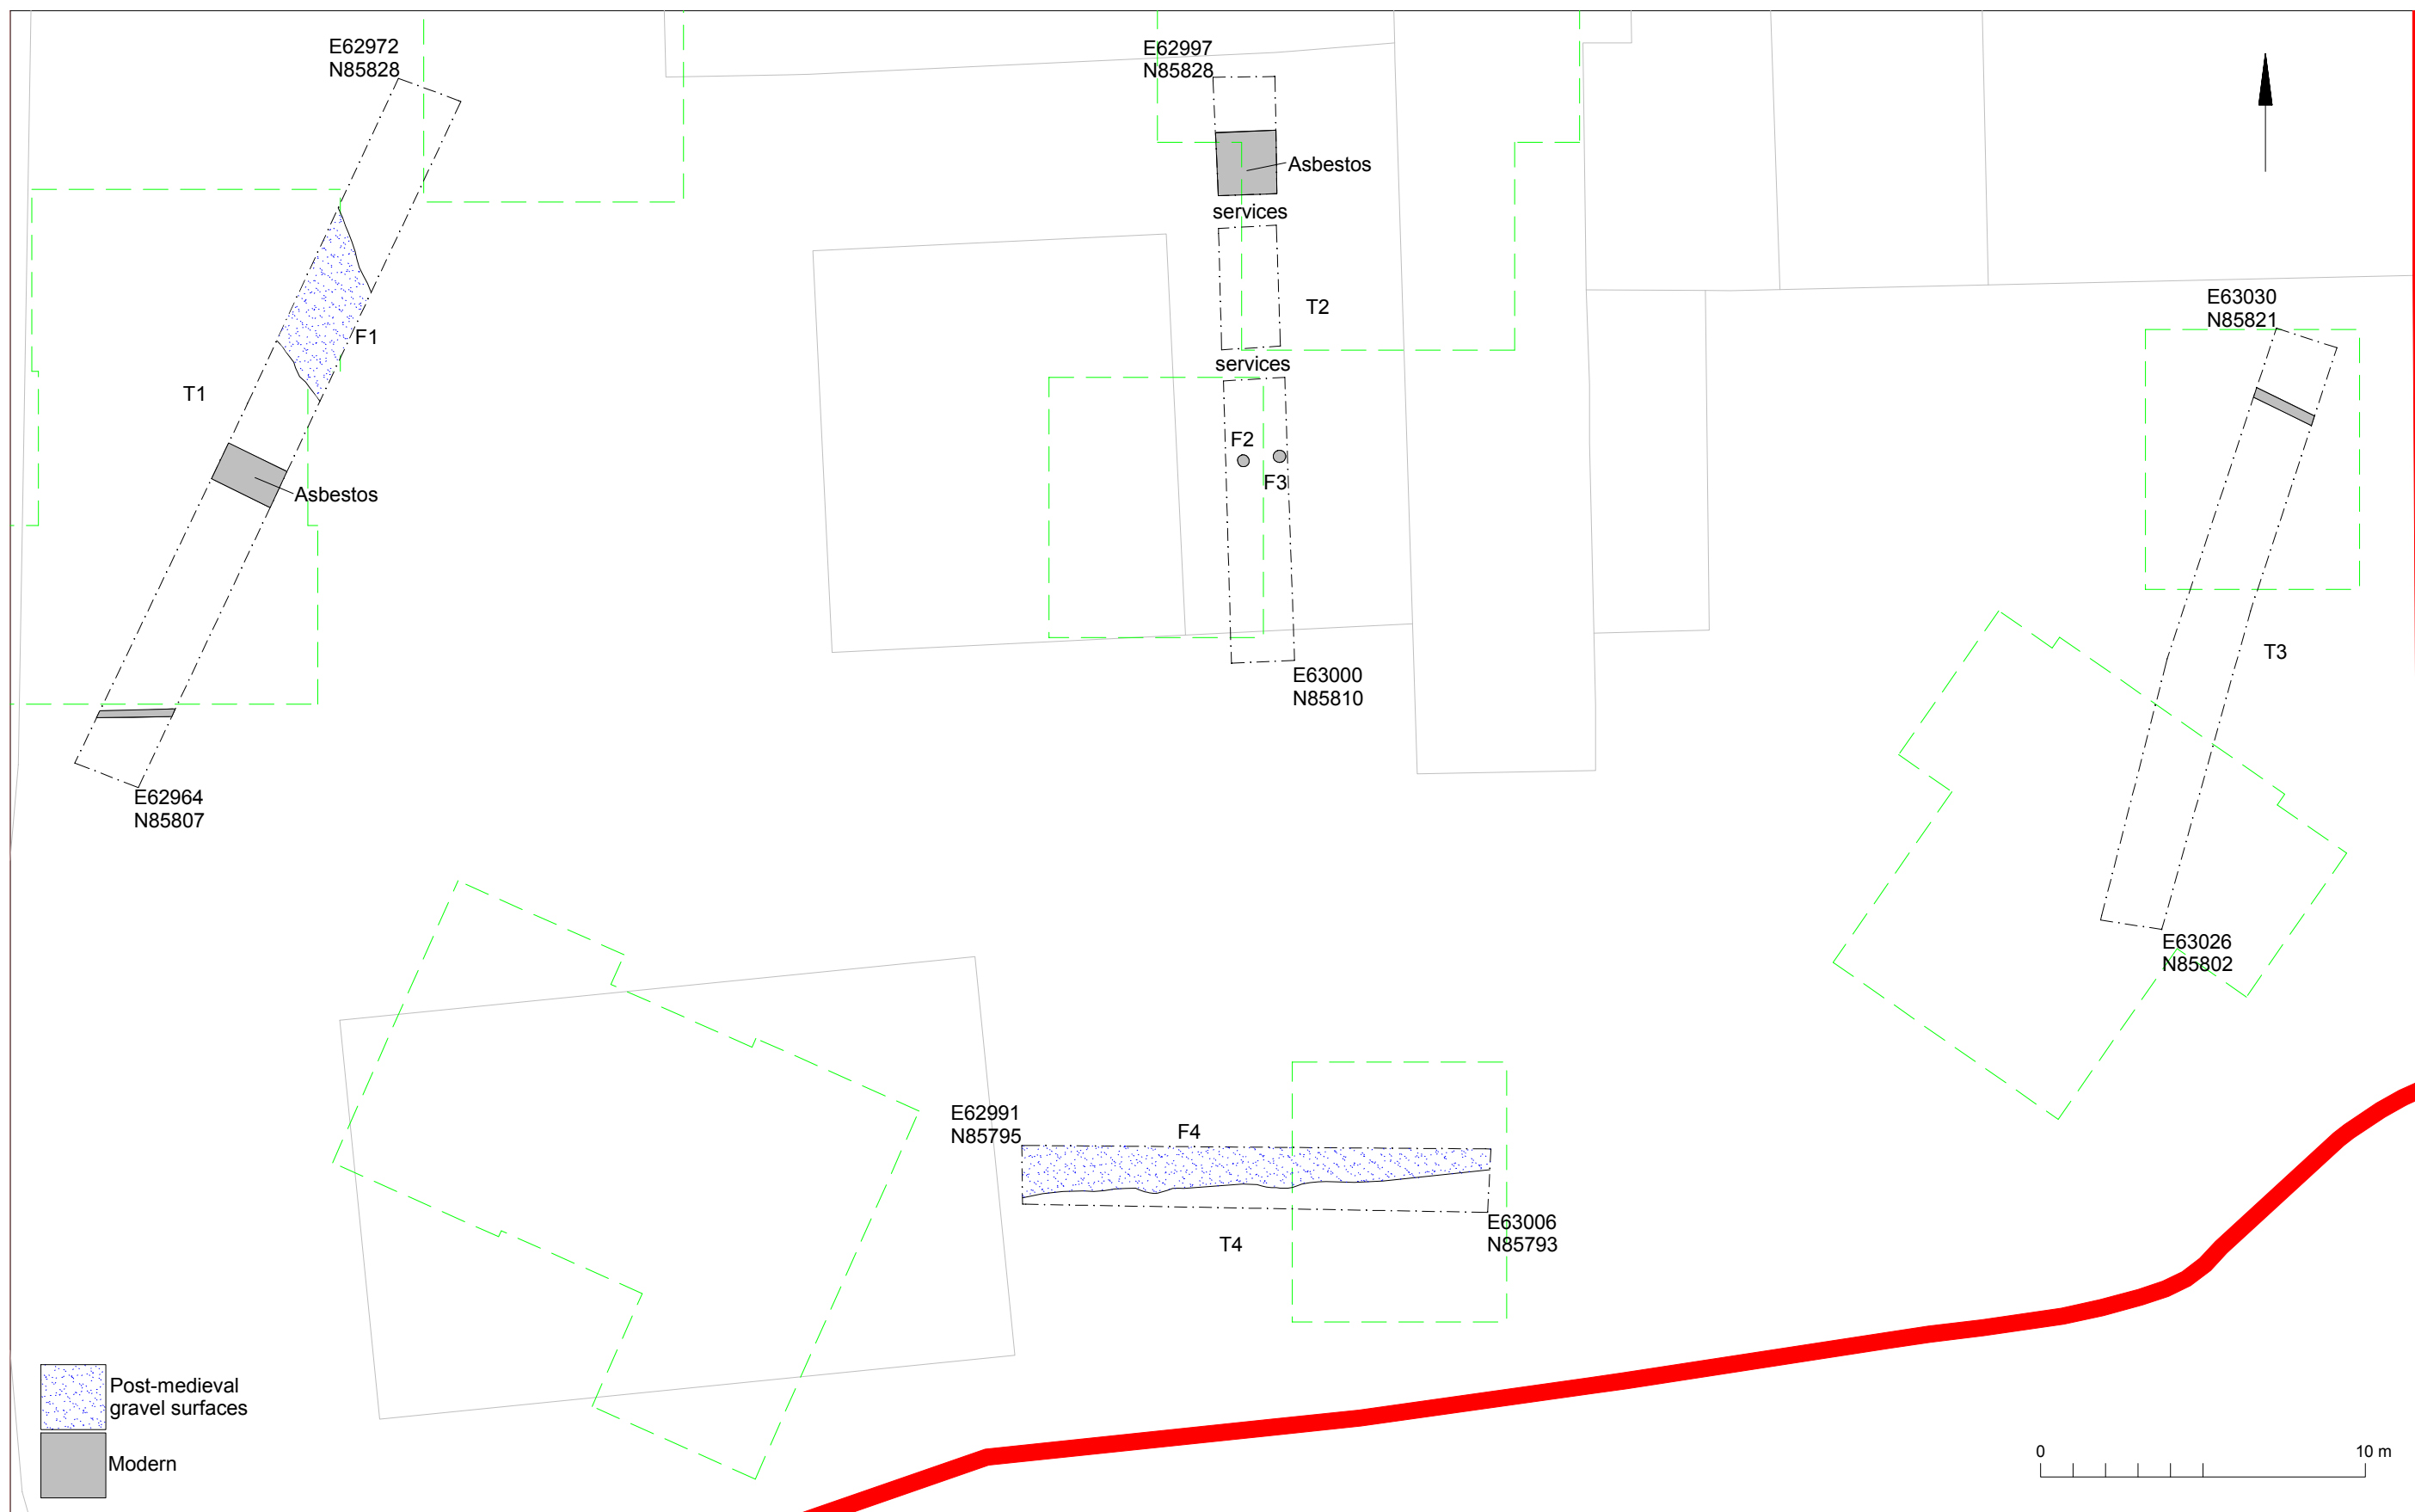 E62972
N85828
E62997
N85828
Asbestos
services
T2
services
E63030
N85821
F1
T1
F2
F3
Asbestos
T3
E63000
N85810
E62964
N85807
E63026
N85802
E62991
N85795
F4
E63006
N85793
T4
Post-medieval
gravel surfaces
Modern
0 10 m